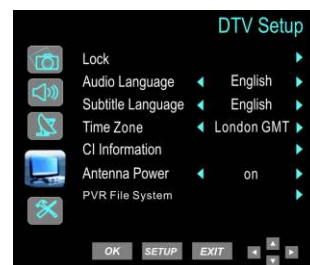 DTV Setup
Lock
Audio Language English
Subtitle Language English
Time Zone London GMT
CI Information
Antenna Power on
PVR File System
OK SETUP EXIT